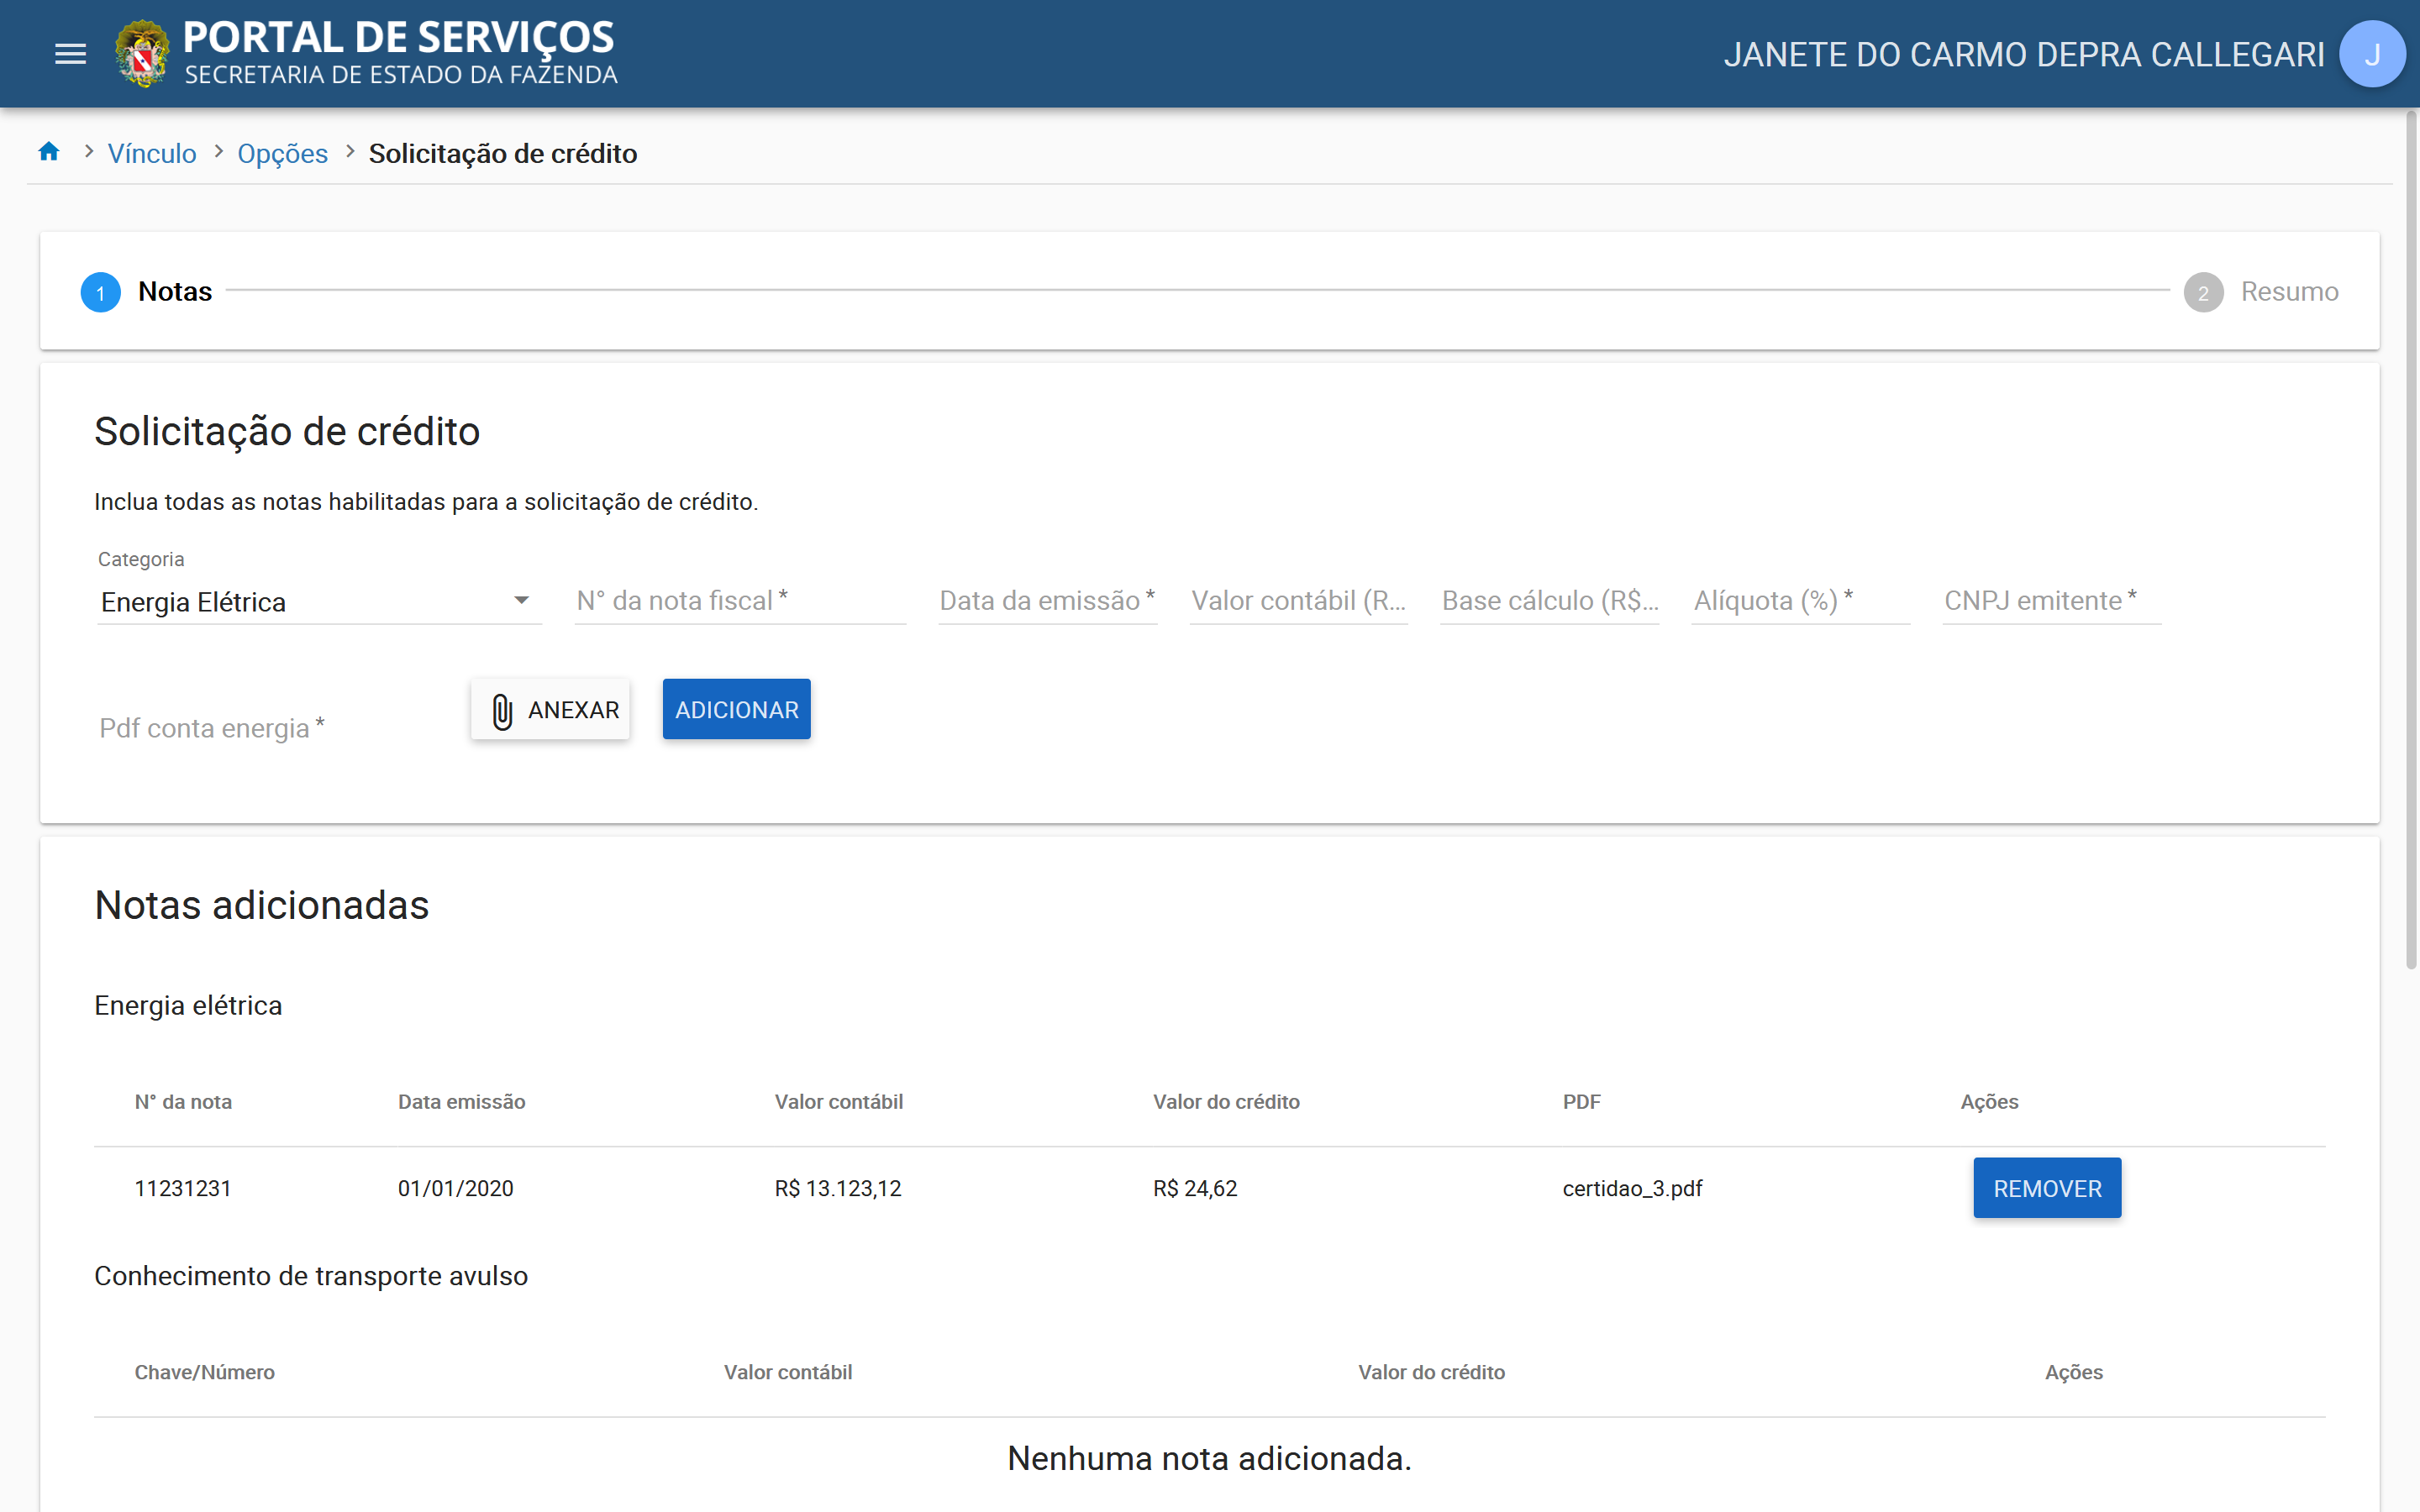 PORTAL DE SERVIÇOS
SECRETARIA DE ESTADO DA FAZENDA
JANETE DO CARMO DEPRA CALLEGARI J
Vínculo Opções Solicitação de crédito
1 Notas 2 Resumo
Solicitação de crédito
Inclua todas as notas habilitadas para a solicitação de crédito.
Categoria
Energia Elétrica N° da nota fiscal * Data da emissão * Valor contábil (R... Base cálculo (R$... Alíquota (%) * CNPJ emitente *
Pdf conta energia * ANEXAR ADICIONAR
Notas adicionadas
Energia elétrica
N° da nota Data emissão Valor contábil Valor do crédito PDF Ações
11231231 01/01/2020 R$ 13.123,12 R$ 24,62 certidao_3.pdf REMOVER
Conhecimento de transporte avulso
Chave/Número Valor contábil Valor do crédito Ações
Nenhuma nota adicionada.